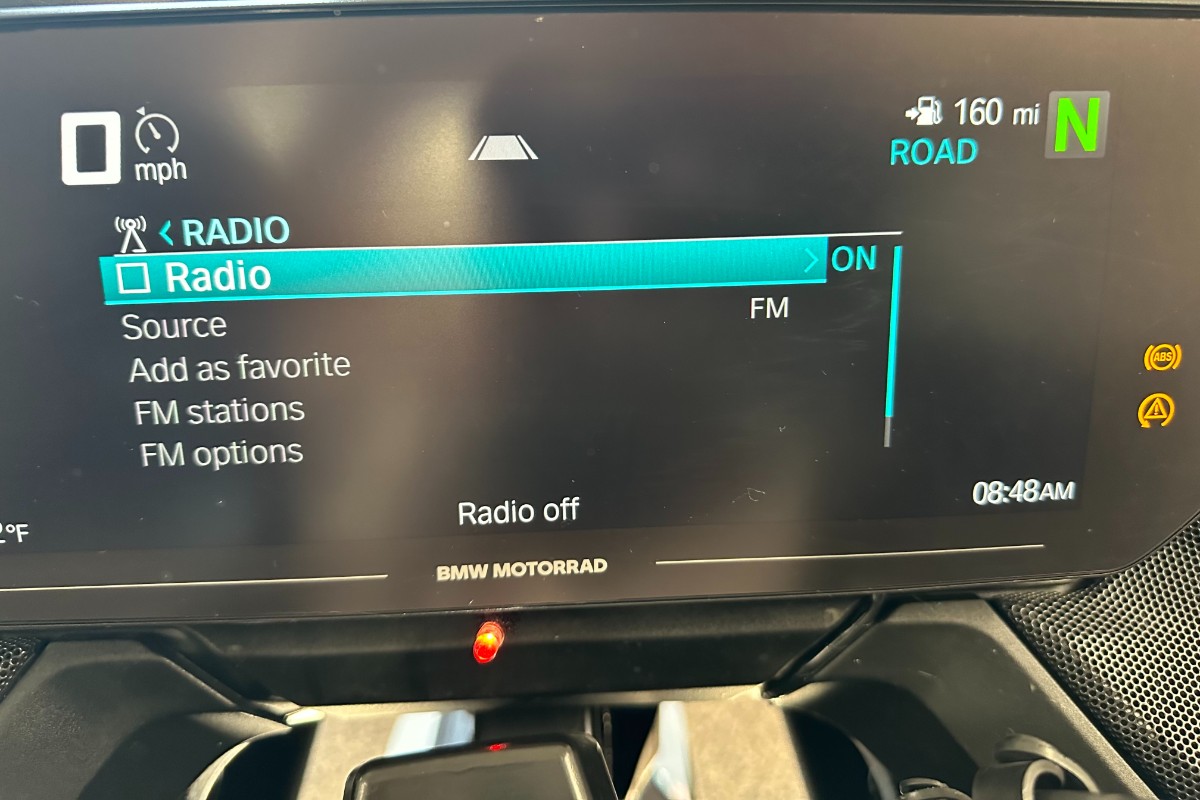 0 mph
160 mi N
ROAD
< RADIO
Radio > ON
Source FM
Add as favorite
FM stations
FM options
ABS
08:48AM
Radio off
°F
BMW MOTORRAD